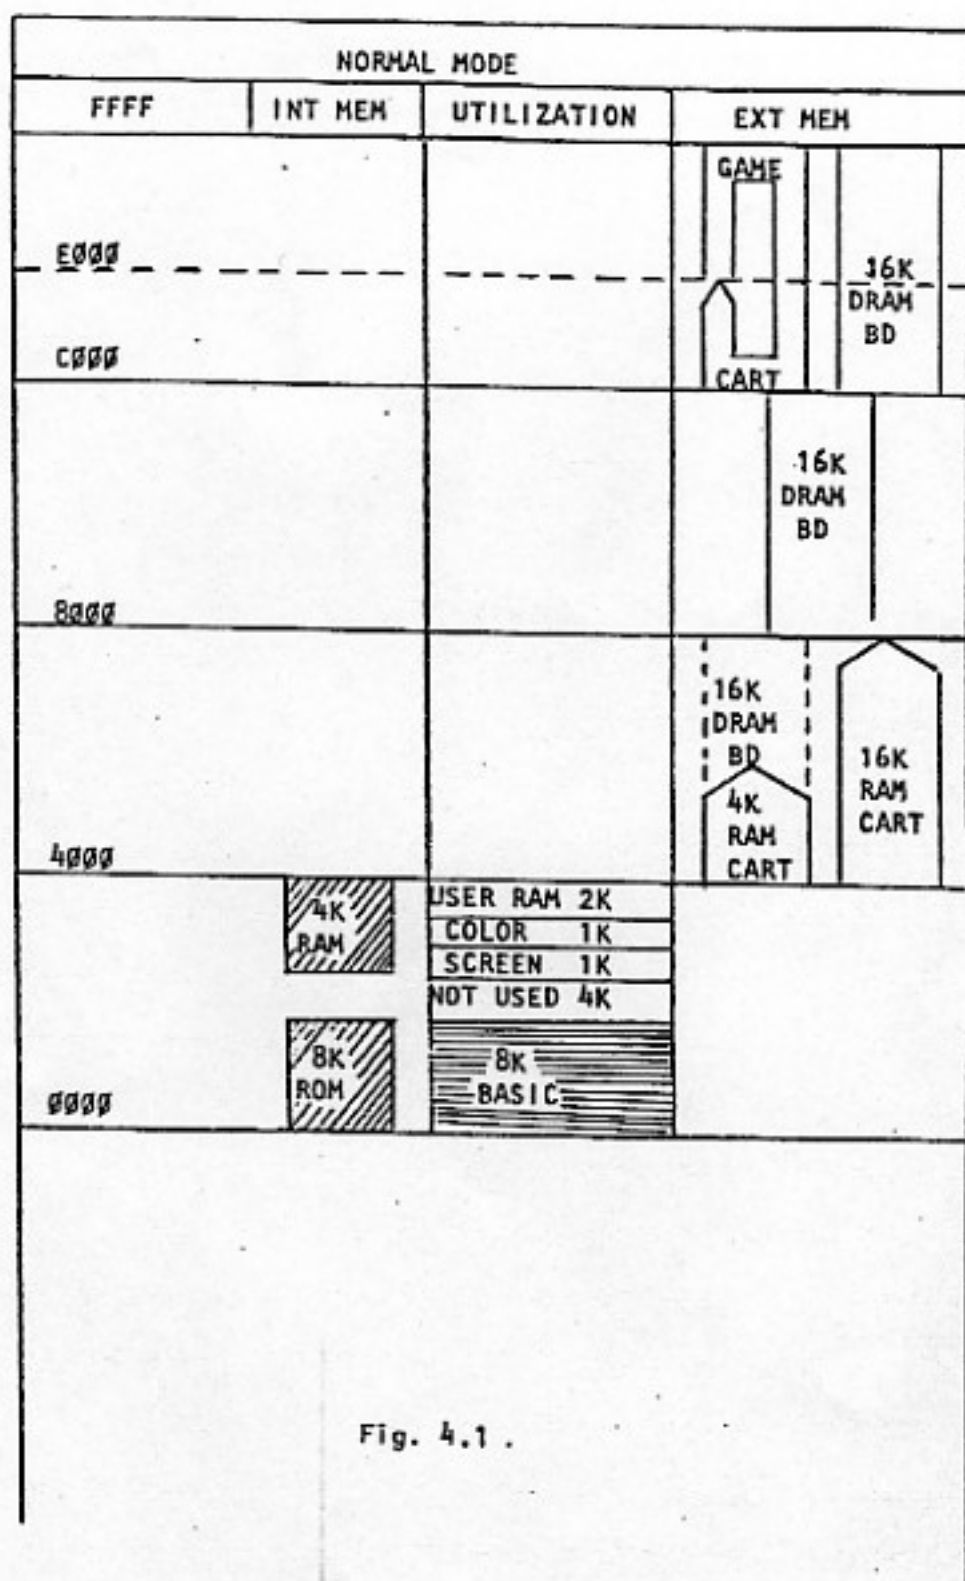 NORMAL MODE
FFFF INT MEM UTILIZATION EXT MEM
GAME
EØØØ
16K
DRAM
BD
CØØØ
CART
16K
DRAM
BD
8ØØØ
16K
DRAM
BD
4K
RAM
CART
16K
RAM
CART
4ØØØ
4K
RAM
USER RAM 2K
COLOR 1K
SCREEN 1K
NOT USED 4K
8K
ROM
8K
BASIC
ØØØØ
Fig. 4.1 .